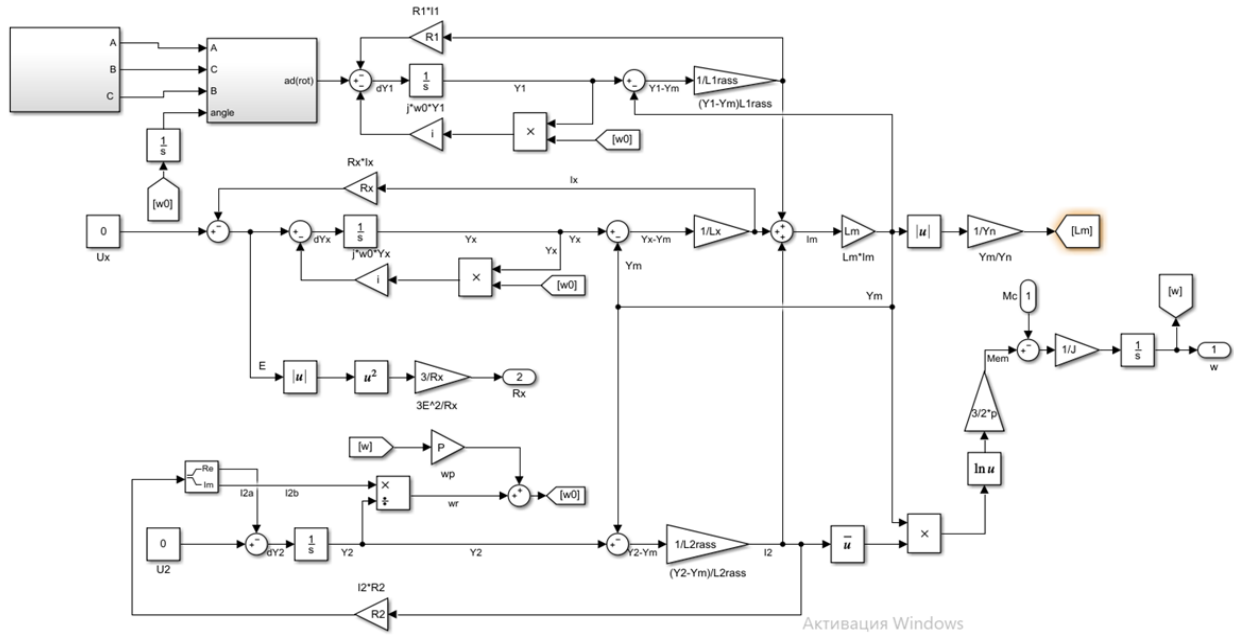 R1*I1
R1
A
B
C
A
C
B
angle
ad(rot)
dY1
1
s
Y1
Y1-Ym
1/L1rass
(Y1-Ym)L1rass
j*w0*Y1
i
×
[w0]
1
s
[w0]
Rx*Ix
Rx
Ix
0
Ux
dYx
1
s
j*w0*Yx
Yx
Yx
Yx
Yx-Ym
1/Lx
Im
Lm
Lm*Im
|u|
1/Yn
Ym/Yn
[Lm]
i
×
[w0]
Ym
Ym
Mc
1
[w]
Mem
1/J
1
s
1
w
E
|u|
u²
3/Rx
3E^2/Rx
2
Rx
3/2*p
ln u
[w]
P
wp
Re
Im
I2a
I2b
×
÷
wr
[w0]
0
U2
dY2
1
s
Y2
Y2
Y2-Ym
1/L2rass
(Y2-Ym)/L2rass
I2
u̅
×
I2*R2
R2
Активация Windows